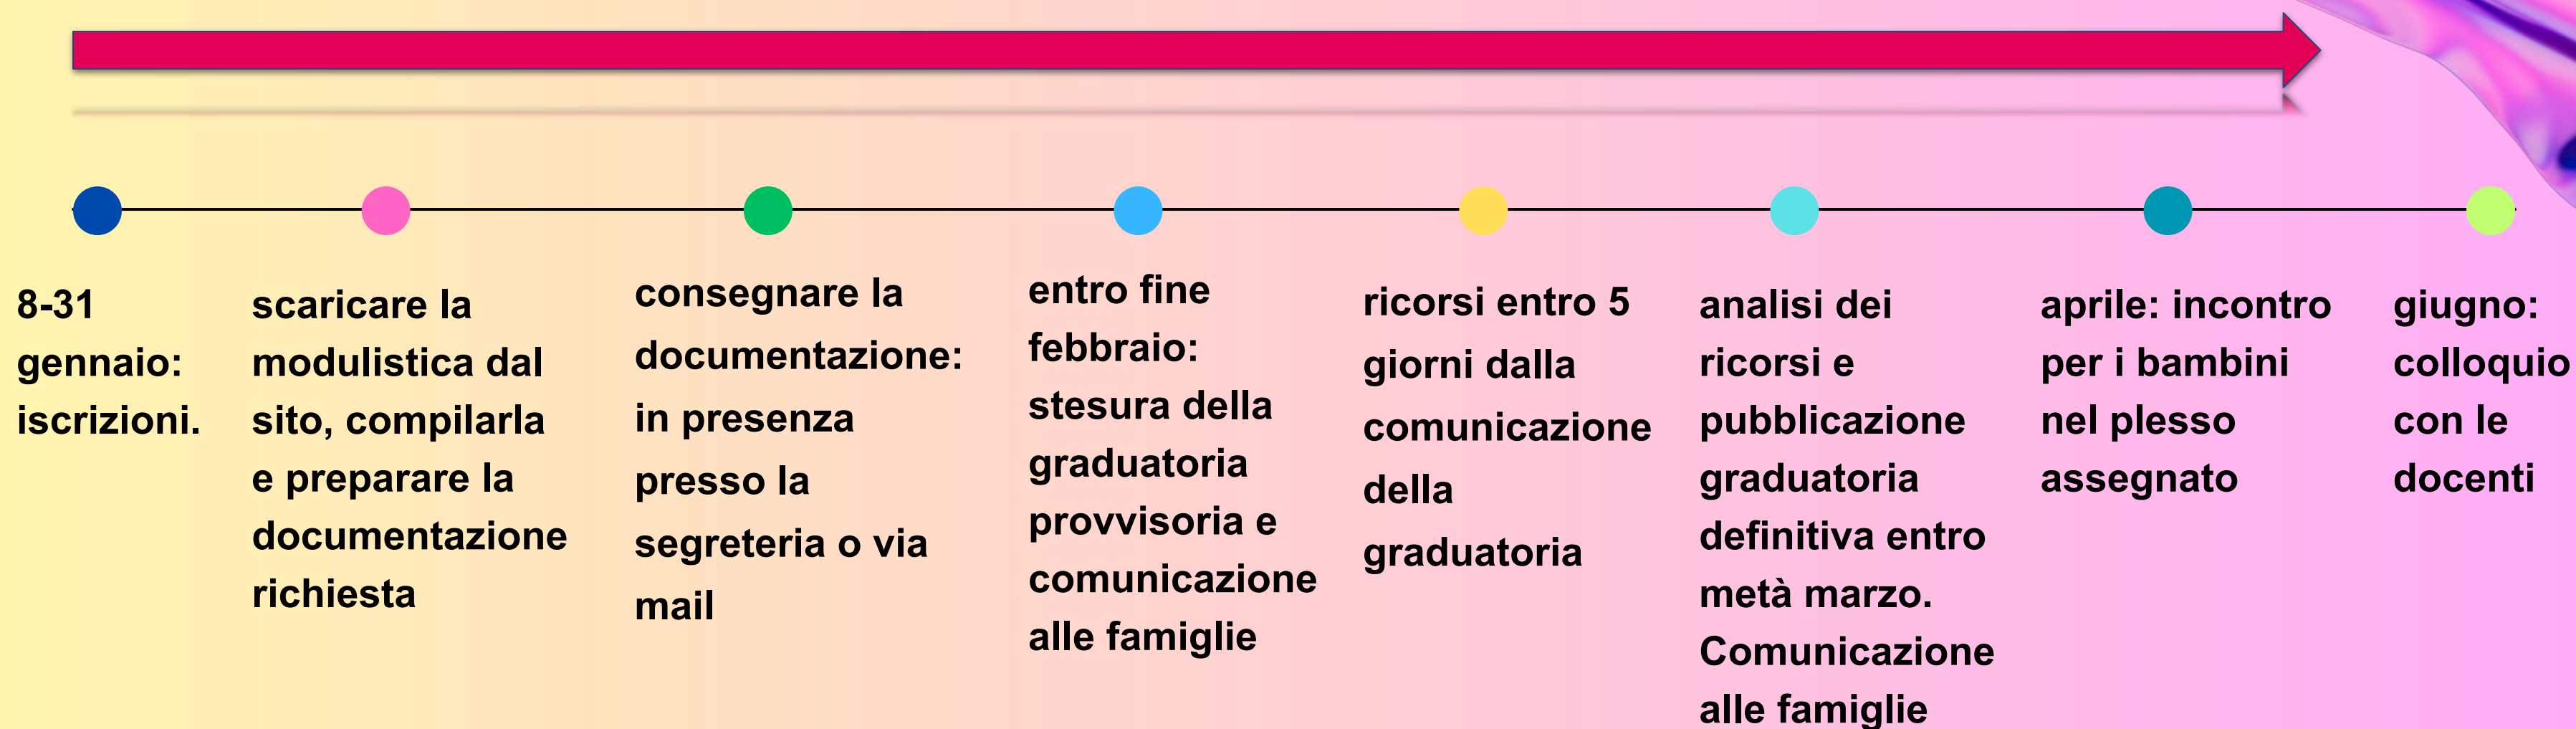 8-31
gennaio:
iscrizioni.
scaricare la
modulistica dal
sito, compilarla
e preparare la
documentazione
richiesta
consegnare la
documentazione:
in presenza
presso la
segreteria o via
mail
entro fine
febbraio:
stesura della
graduatoria
provvisoria e
comunicazione
alle famiglie
ricorsi entro 5
giorni dalla
comunicazione
della
graduatoria
analisi dei
ricorsi e
pubblicazione
graduatoria
definitiva entro
metà marzo.
Comunicazione
alle famiglie
aprile: incontro
per i bambini
nel plesso
assegnato
giugno:
colloquio
con le
docenti